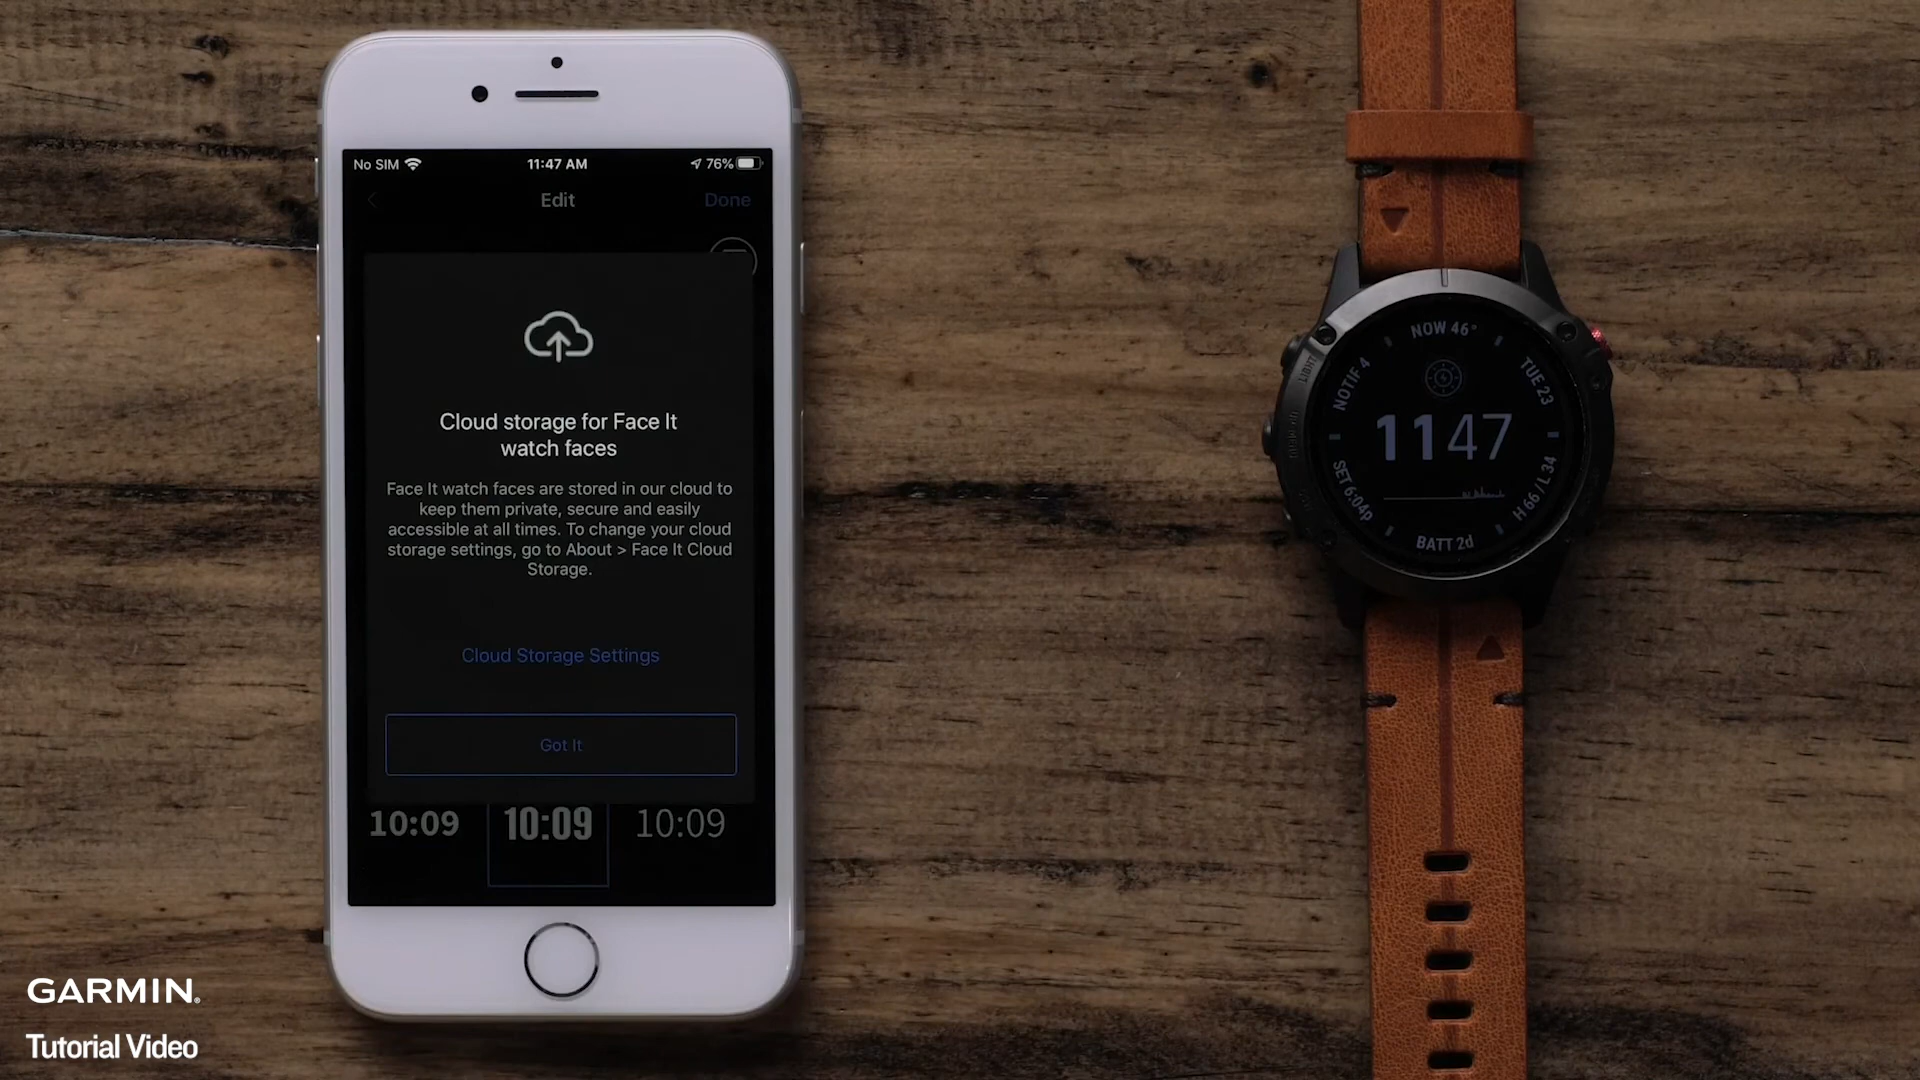 No SIM
11:47 AM
76%
Edit
Done
Cloud storage for Face It
watch faces
Face It watch faces are stored in our cloud to
keep them private, secure and easily
accessible at all times. To change your cloud
storage settings, go to About > Face It Cloud
Storage.
Cloud Storage Settings
Got It
10:09
10:09
10:09
NOW 46°
NOTIF 4
TUE 23
LIGHT
1147
SET 6:04p
H 66 / L 34
BATT 2d
GARMIN®
Tutorial Video